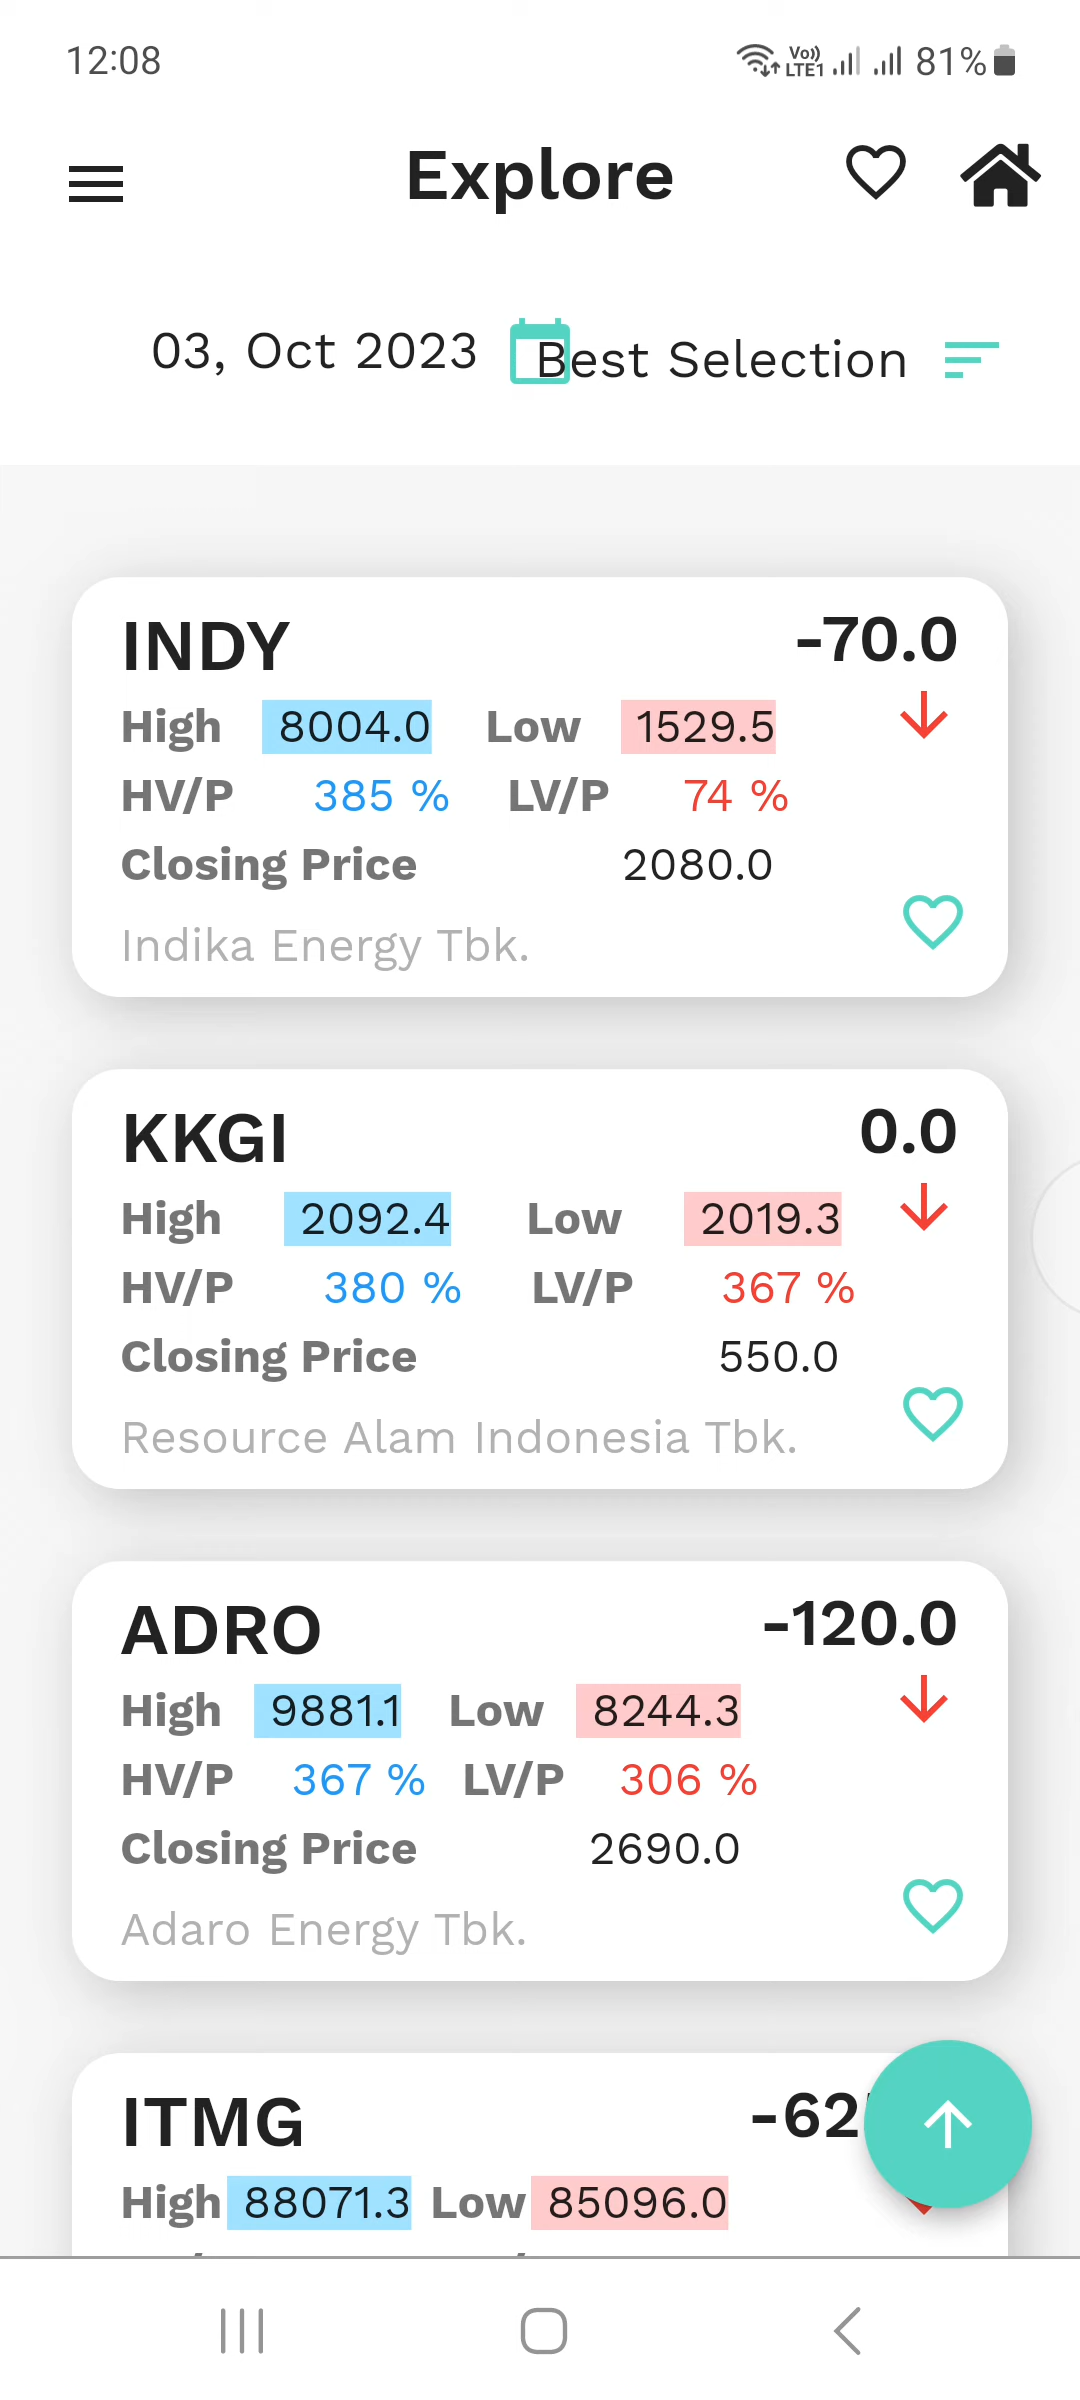 12:08 Vo)) LTE1 81%
Explore
03, Oct 2023 Best Selection
INDY -70.0
High 8004.0 Low 1529.5
HV/P 385 % LV/P 74 %
Closing Price 2080.0
Indika Energy Tbk.
KKGI 0.0
High 2092.4 Low 2019.3
HV/P 380 % LV/P 367 %
Closing Price 550.0
Resource Alam Indonesia Tbk.
ADRO -120.0
High 9881.1 Low 8244.3
HV/P 367 % LV/P 306 %
Closing Price 2690.0
Adaro Energy Tbk.
ITMG -62
High 88071.3 Low 85096.0